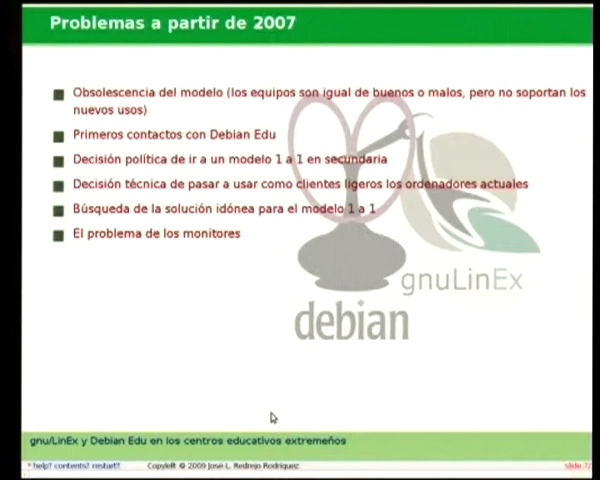 Problemas a partir de 2007
Obsolescencia del modelo (los equipos son igual de buenos o malos, pero no soportan los
nuevos usos)
Primeros contactos con Debian Edu
Decisión política de ir a un modelo 1 a 1 en secundaria
Decisión técnica de pasar a usar como clientes ligeros los ordenadores actuales
Búsqueda de la solución idónea para el modelo 1 a 1
El problema de los monitores
gnuLinEx
debian
gnu/LinEx y Debian Edu en los centros educativos extremeños
* help? contents? restart? Copyleft © 2009 José L. Redrejo Rodríguez slide 7/